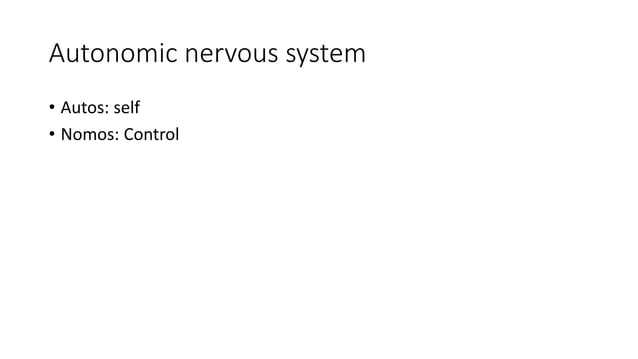 Autonomic nervous system
• Autos: self
• Nomos: Control